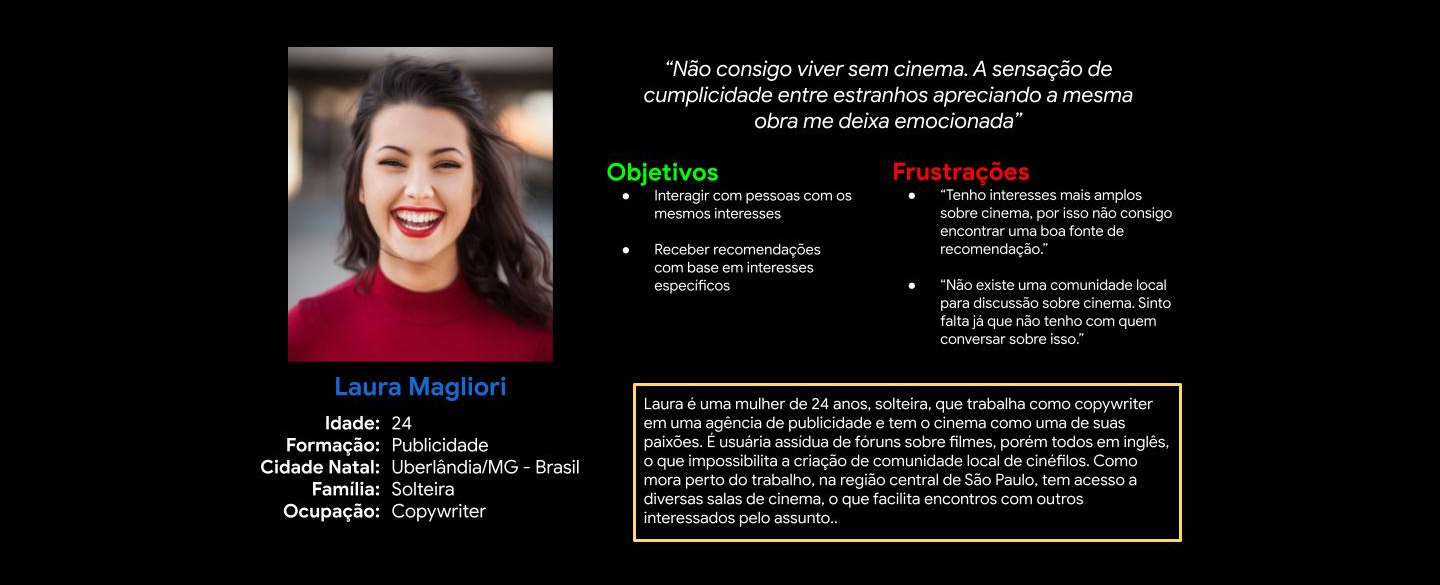 “Não consigo viver sem cinema. A sensação de
cumplicidade entre estranhos apreciando a mesma
obra me deixa emocionada”
Objetivos
● Interagir com pessoas com os
mesmos interesses
● Receber recomendações
com base em interesses
específicos
Frustrações
● “Tenho interesses mais amplos
sobre cinema, por isso não consigo
encontrar uma boa fonte de
recomendação.”
● “Não existe uma comunidade local
para discussão sobre cinema. Sinto
falta já que não tenho com quem
conversar sobre isso.”
Laura Magliori
Idade: 24
Formação: Publicidade
Cidade Natal: Uberlândia/MG - Brasil
Família: Solteira
Ocupação: Copywriter
Laura é uma mulher de 24 anos, solteira, que trabalha como copywriter
em uma agência de publicidade e tem o cinema como uma de suas
paixões. É usuária assídua de fóruns sobre filmes, porém todos em inglês,
o que impossibilita a criação de comunidade local de cinéfilos. Como
mora perto do trabalho, na região central de São Paulo, tem acesso a
diversas salas de cinema, o que facilita encontros com outros
interessados pelo assunto..